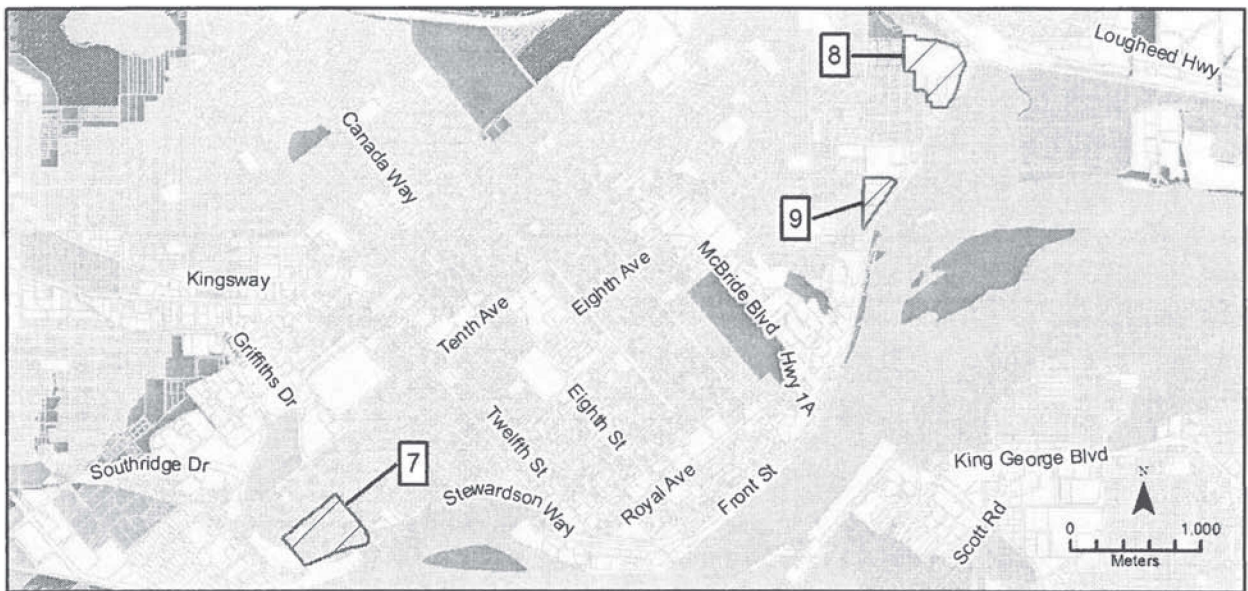 8
Lougheed Hwy
Canada Way
9
Kingsway
Eighth Ave
McBride Blvd
Hwy 1A
Tenth Ave
Griffiths Dr
Eighth St
Twelfth St
7
Southridge Dr
Stewardson Way
Royal Ave
Front St
King George Blvd
Scott Rd
N
0 1,000
Meters